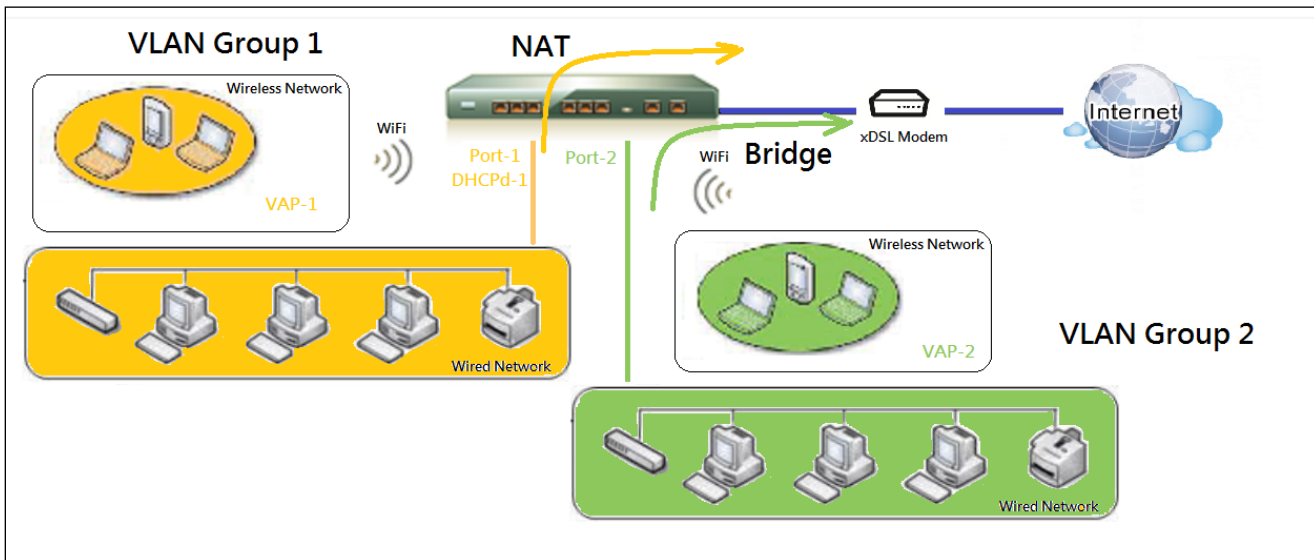 VLAN Group 1
NAT
Wireless Network
Internet
WiFi
xDSL Modem
Port-1
DHCPd-1
Port-2
WiFi
Bridge
VAP-1
Wireless Network
VLAN Group 2
VAP-2
Wired Network
Wired Network